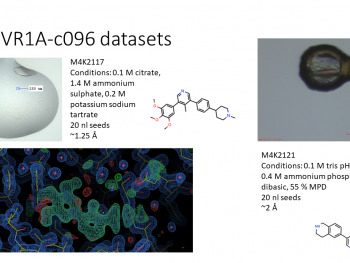 VR1A-c096 datasets
M4K2117
Conditions: 0.1 M citrate,
1.4 M ammonium
sulphate, 0.2 M
potassium sodium
tartrate
20 nl seeds
~1.25 Å
M4K2121
Conditions: 0.1 M tris pH
0.4 M ammonium phosp
dibasic, 55 % MPD
20 nl seeds
~2 Å